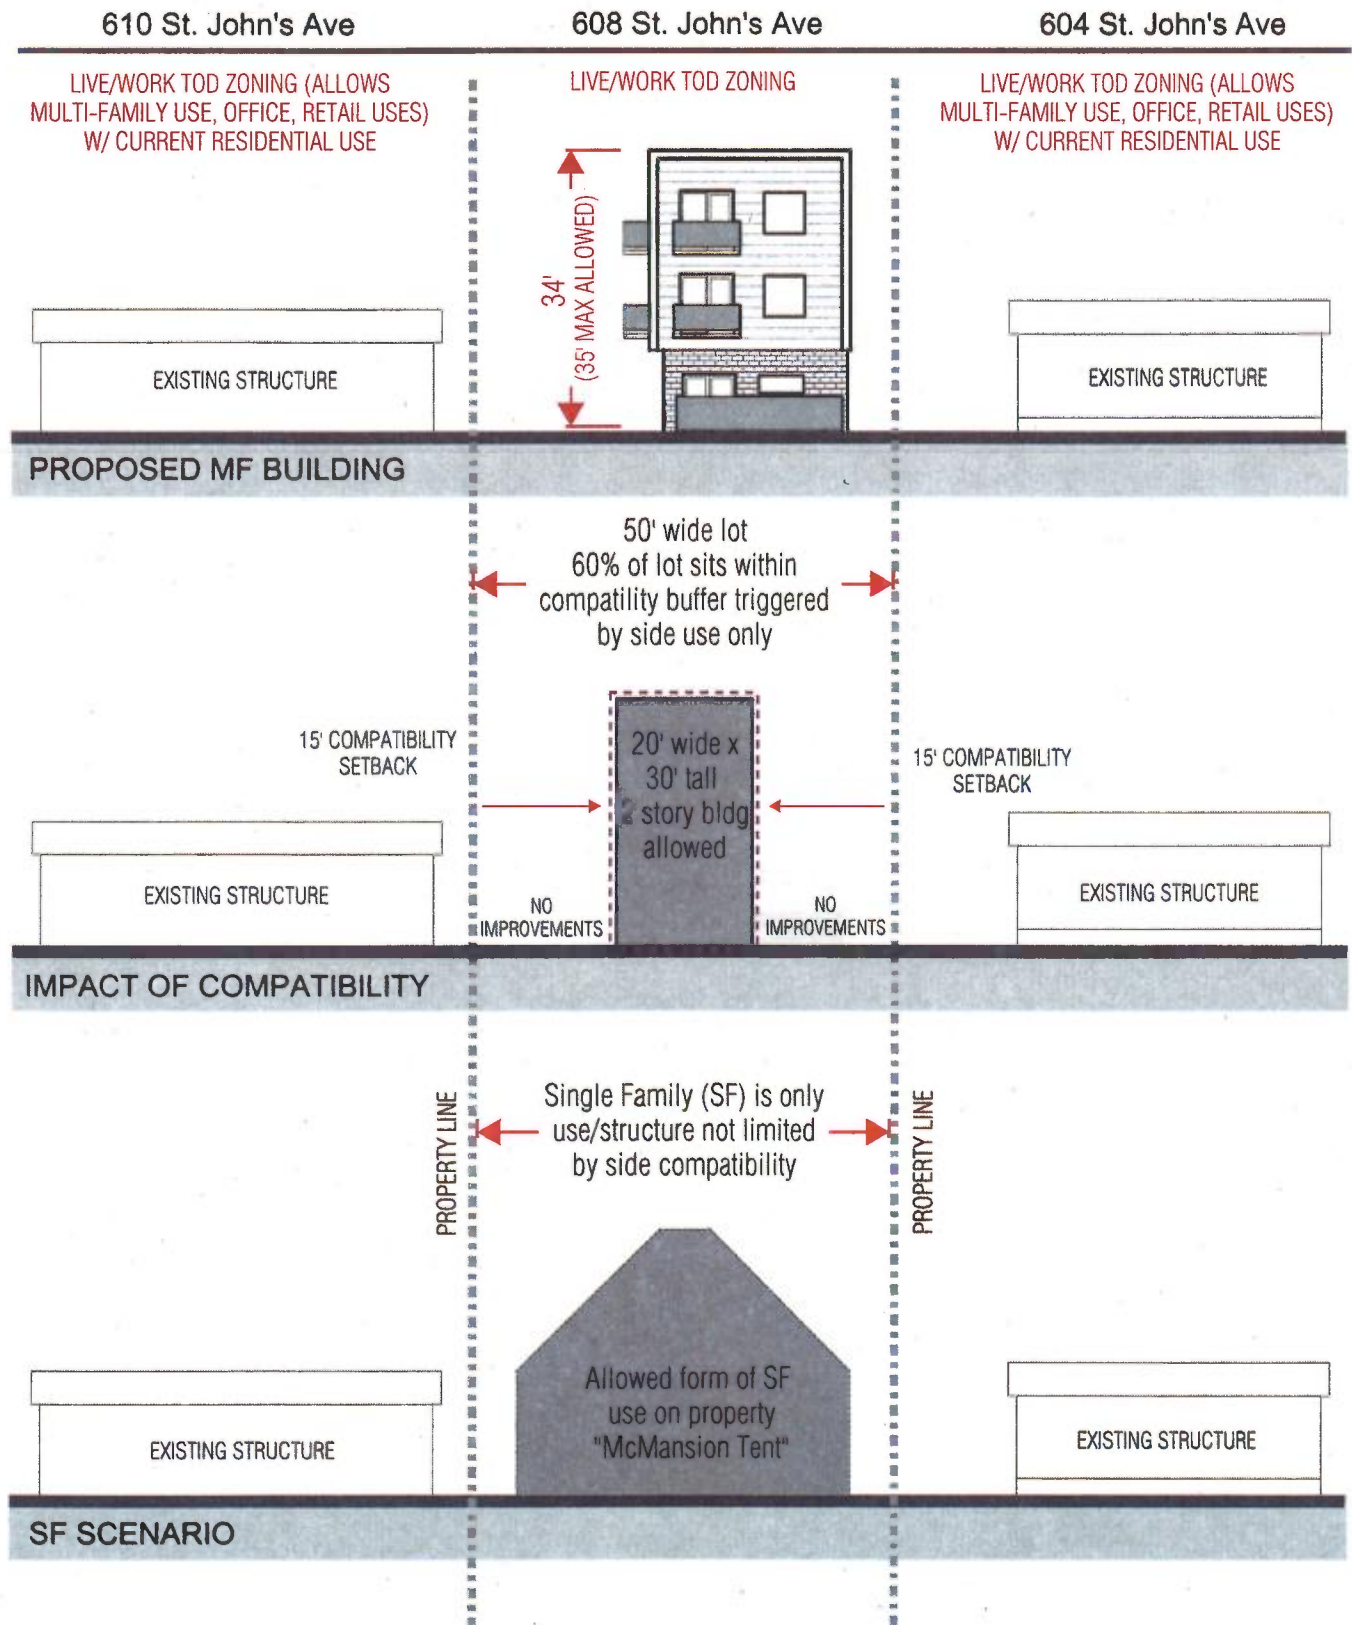 610 St. John's Ave
608 St. John's Ave
604 St. John's Ave
LIVE/WORK TOD ZONING (ALLOWS
MULTI-FAMILY USE, OFFICE, RETAIL USES)
W/ CURRENT RESIDENTIAL USE
LIVE/WORK TOD ZONING
LIVE/WORK TOD ZONING (ALLOWS
MULTI-FAMILY USE, OFFICE, RETAIL USES)
W/ CURRENT RESIDENTIAL USE
34'
(35' MAX ALLOWED)
EXISTING STRUCTURE
EXISTING STRUCTURE
PROPOSED MF BUILDING
50' wide lot
60% of lot sits within
compatility buffer triggered
by side use only
15' COMPATIBILITY
SETBACK
20' wide x
30' tall
2 story bldg
allowed
15' COMPATIBILITY
SETBACK
EXISTING STRUCTURE
NO
IMPROVEMENTS
NO
IMPROVEMENTS
EXISTING STRUCTURE
IMPACT OF COMPATIBILITY
PROPERTY LINE
Single Family (SF) is only
use/structure not limited
by side compatibility
PROPERTY LINE
EXISTING STRUCTURE
Allowed form of SF
use on property
"McMansion Tent"
EXISTING STRUCTURE
SF SCENARIO